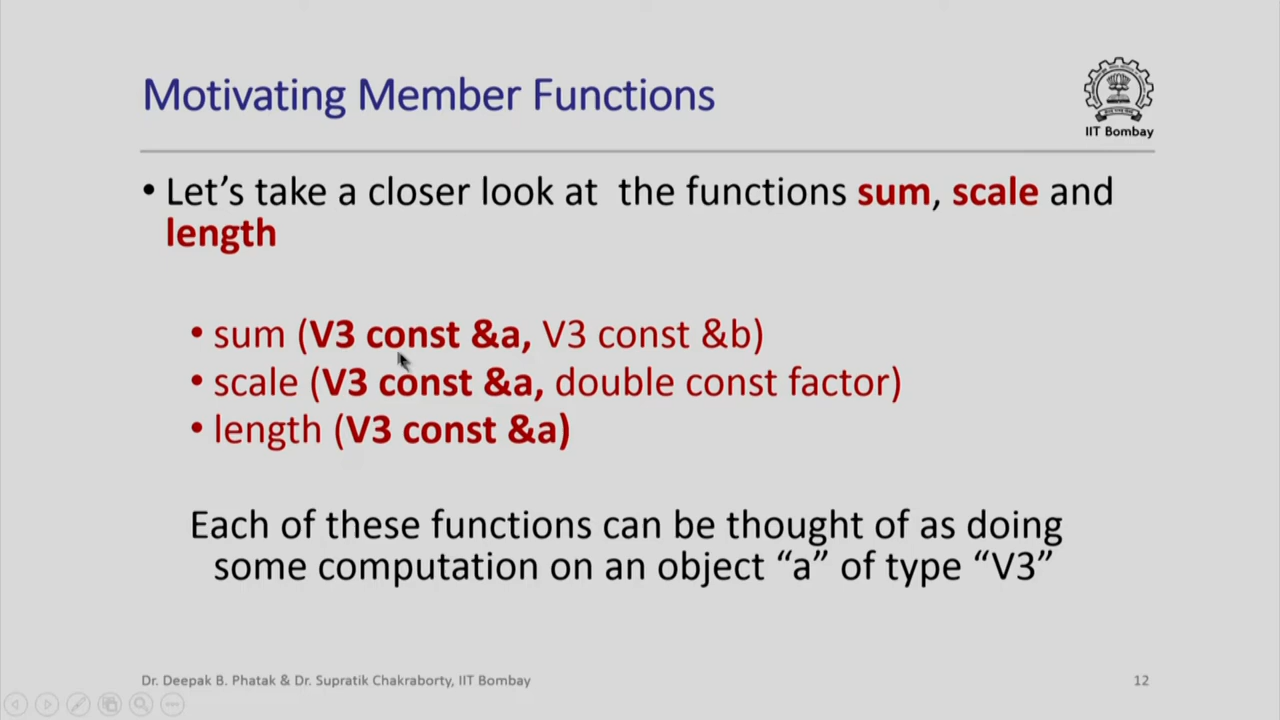 Motivating Member Functions
IIT Bombay
• Let’s take a closer look at the functions sum, scale and
length
• sum (V3 const &a, V3 const &b)
• scale (V3 const &a, double const factor)
• length (V3 const &a)
Each of these functions can be thought of as doing
some computation on an object “a” of type “V3”
Dr. Deepak B. Phatak & Dr. Supratik Chakraborty, IIT Bombay
12